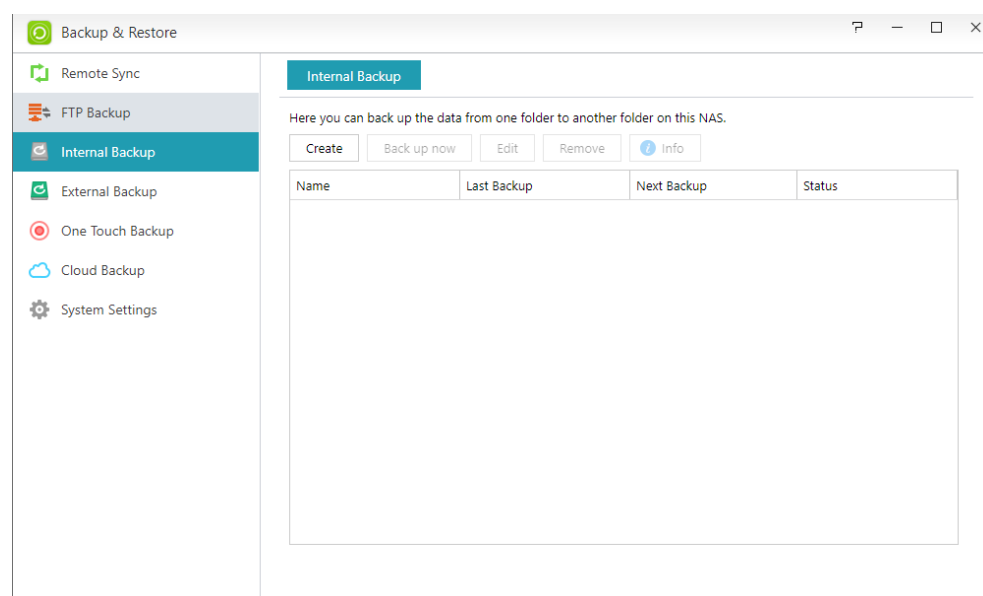 Backup & Restore
Remote Sync
FTP Backup
Internal Backup
External Backup
One Touch Backup
Cloud Backup
System Settings
Internal Backup
Here you can back up the data from one folder to another folder on this NAS.
Create Back up now Edit Remove i Info
Name Last Backup Next Backup Status